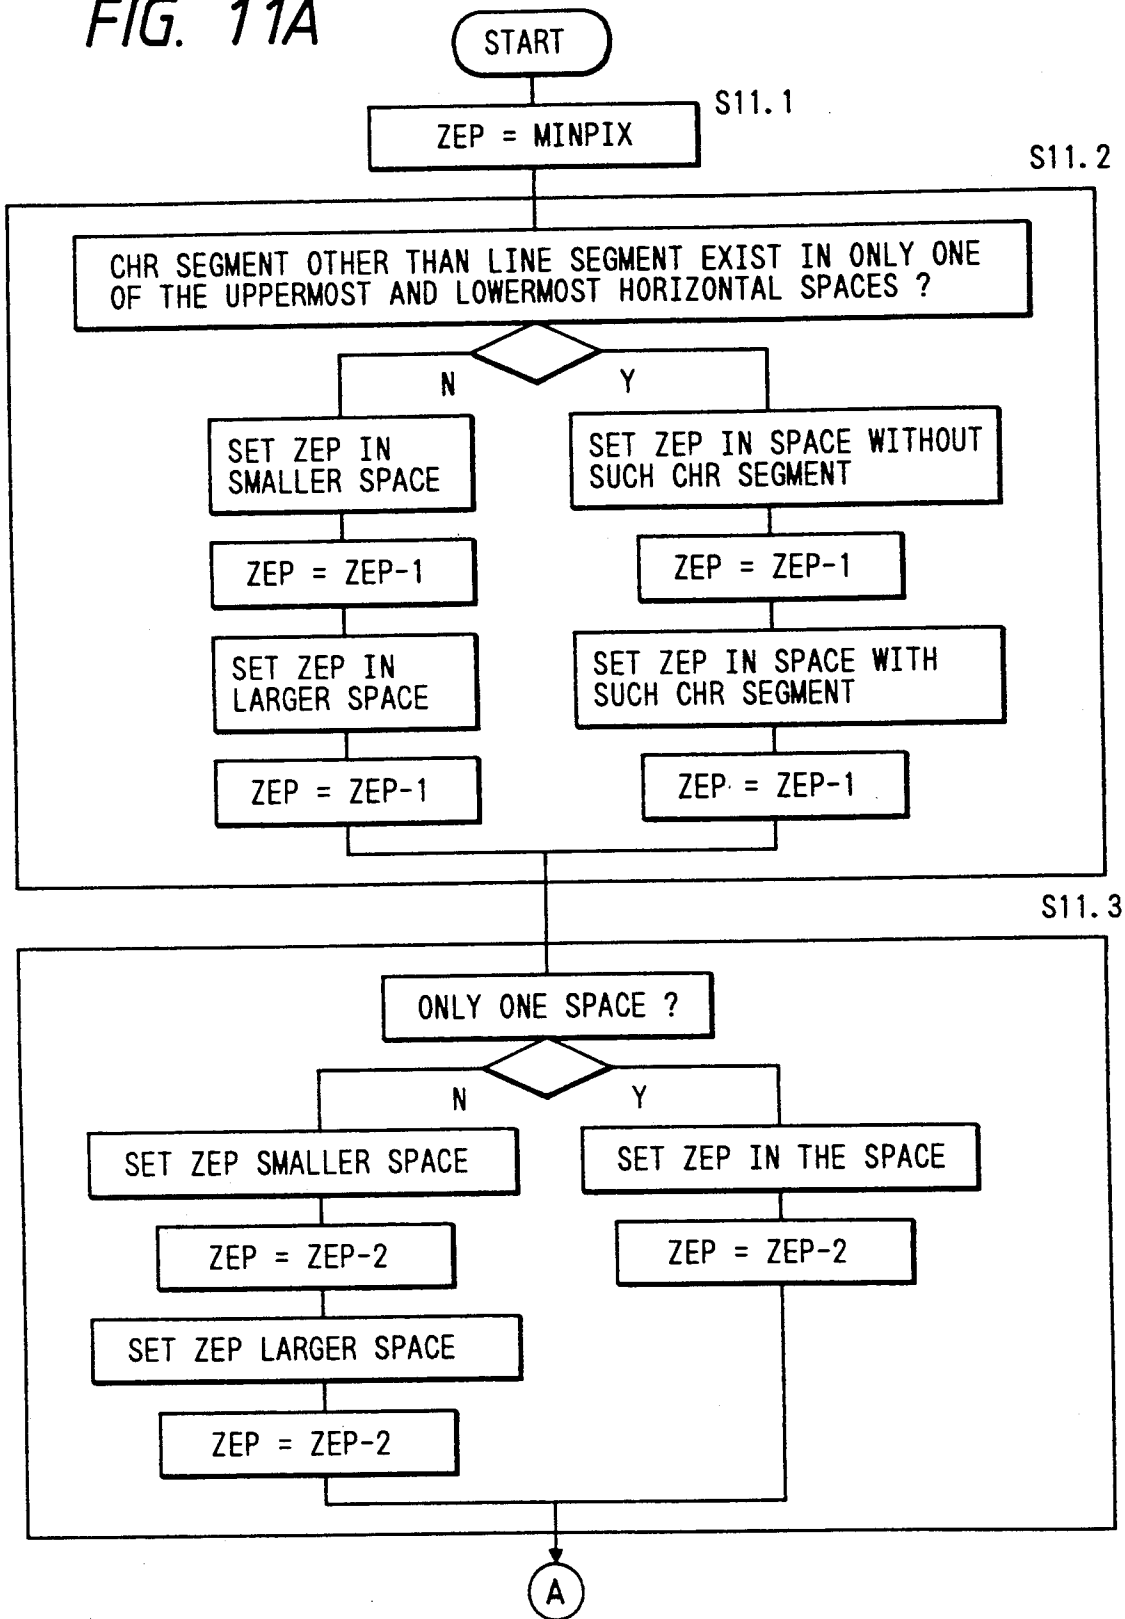 FIG. 11A
START
S11.1
ZEP = MINPIX
S11.2
CHR SEGMENT OTHER THAN LINE SEGMENT EXIST IN ONLY ONE
OF THE UPPERMOST AND LOWERMOST HORIZONTAL SPACES ?
N
Y
SET ZEP IN
SMALLER SPACE
ZEP = ZEP-1
SET ZEP IN
LARGER SPACE
ZEP = ZEP-1
SET ZEP IN SPACE WITHOUT
SUCH CHR SEGMENT
ZEP = ZEP-1
SET ZEP IN SPACE WITH
SUCH CHR SEGMENT
ZEP = ZEP-1
S11.3
ONLY ONE SPACE ?
N
Y
SET ZEP SMALLER SPACE
ZEP = ZEP-2
SET ZEP LARGER SPACE
ZEP = ZEP-2
SET ZEP IN THE SPACE
ZEP = ZEP-2
A